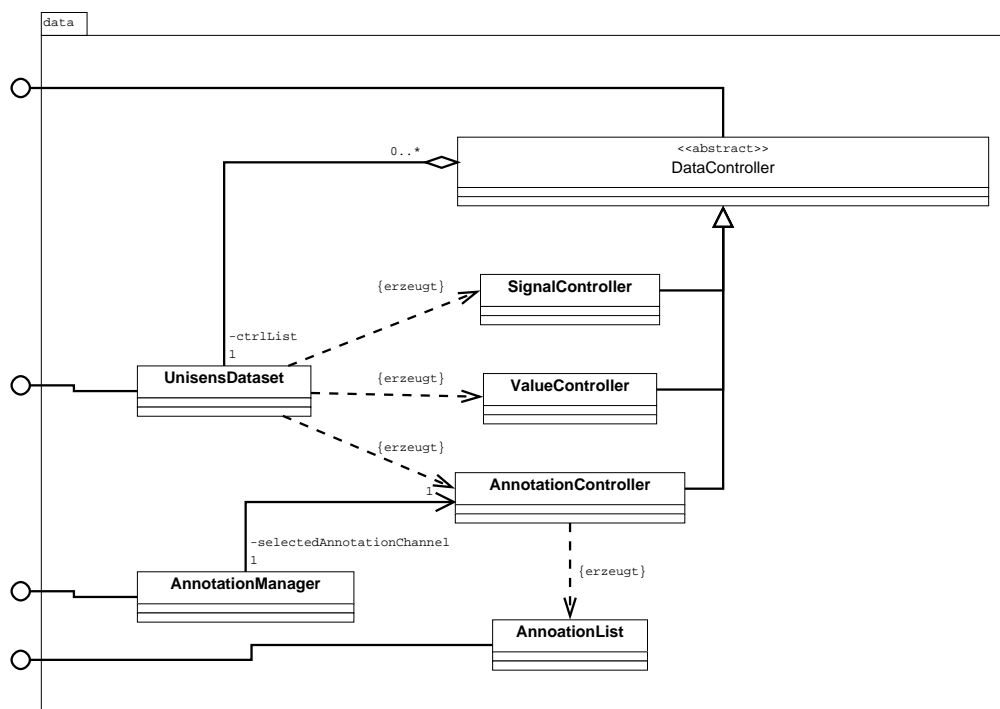 data
<<abstract>>
DataController
0..*
{erzeugt}
SignalController
-ctrlList
1
UnisensDataset
{erzeugt}
ValueController
{erzeugt}
AnnotationController
1
-selectedAnnotationChannel
1
AnnotationManager
{erzeugt}
AnnoationList